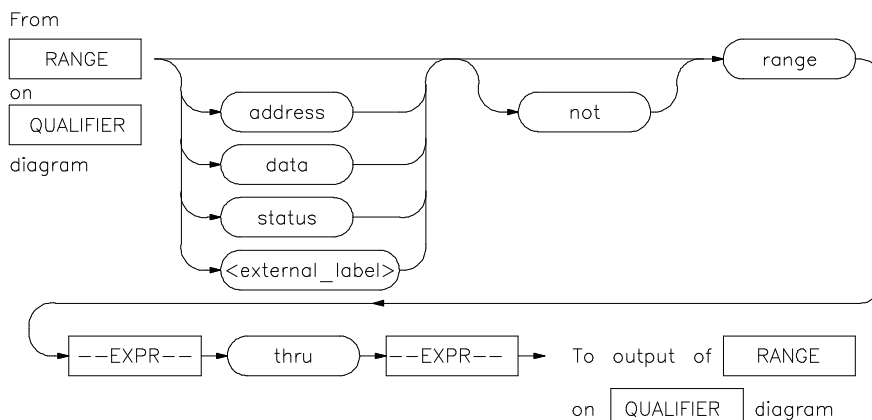 From
RANGE
on
QUALIFIER
diagram
address
data
status
<external_label>
not
range
--EXPR--
thru
--EXPR--
To output of RANGE
on QUALIFIER diagram